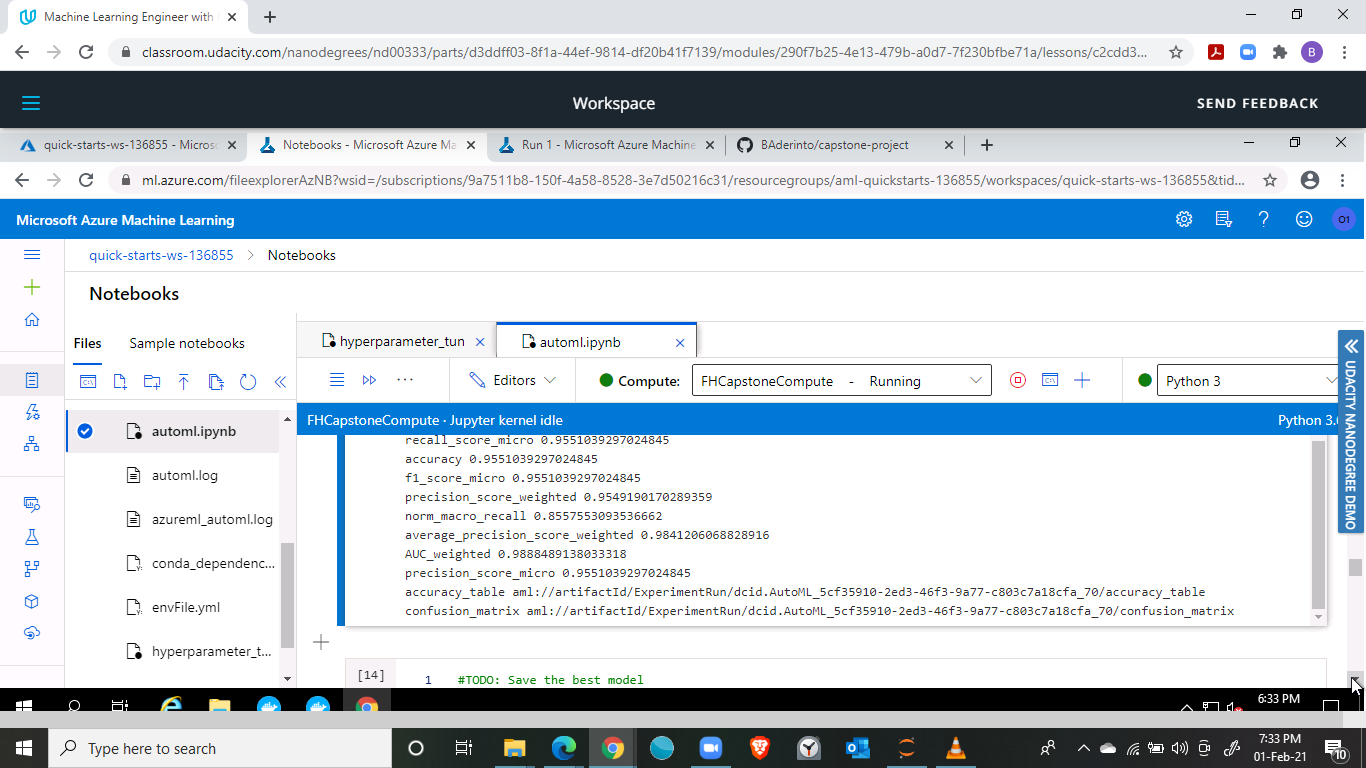 Machine Learning Engineer with
classroom.udacity.com/nanodegrees/nd00333/parts/d3ddff03-8f1a-44ef-9814-df20b41f7139/modules/290f7b25-4e13-479b-a0d7-7f230bfbe71a/lessons/c2cdd3...
B
Workspace
SEND FEEDBACK
quick-starts-ws-136855 - Micros
Notebooks - Microsoft Azure Ma
Run 1 - Microsoft Azure Machine
BAderinto/capstone-project
ml.azure.com/fileexplorerAzNB?wsid=/subscriptions/9a7511b8-150f-4a58-8528-3e7d50216c31/resourcegroups/aml-quickstarts-136855/workspaces/quick-starts-ws-136855&tid...
Microsoft Azure Machine Learning
O1
quick-starts-ws-136855 > Notebooks
Notebooks
Files
Sample notebooks
hyperparameter_tun
automl.ipynb
Editors
Compute:
FHCapstoneCompute - Running
Python 3
FHCapstoneCompute · Jupyter kernel idle
Python 3.
UDACITY NANODEGREE DEMO
automl.ipynb
automl.log
azureml_automl.log
conda_dependenc...
envFile.yml
hyperparameter_t...
recall_score_micro 0.9551039297024845
accuracy 0.9551039297024845
f1_score_micro 0.9551039297024845
precision_score_weighted 0.9549190170289359
norm_macro_recall 0.8557553093536662
average_precision_score_weighted 0.9841206068828916
AUC_weighted 0.9888489138033318
precision_score_micro 0.9551039297024845
accuracy_table aml://artifactId/ExperimentRun/dcid.AutoML_5cf35910-2ed3-46f3-9a77-c803c7a18cfa_70/accuracy_table
confusion_matrix aml://artifactId/ExperimentRun/dcid.AutoML_5cf35910-2ed3-46f3-9a77-c803c7a18cfa_70/confusion_matrix
[14]
1 #TODO: Save the best model
6:33 PM
Type here to search
7:33 PM
01-Feb-21
10